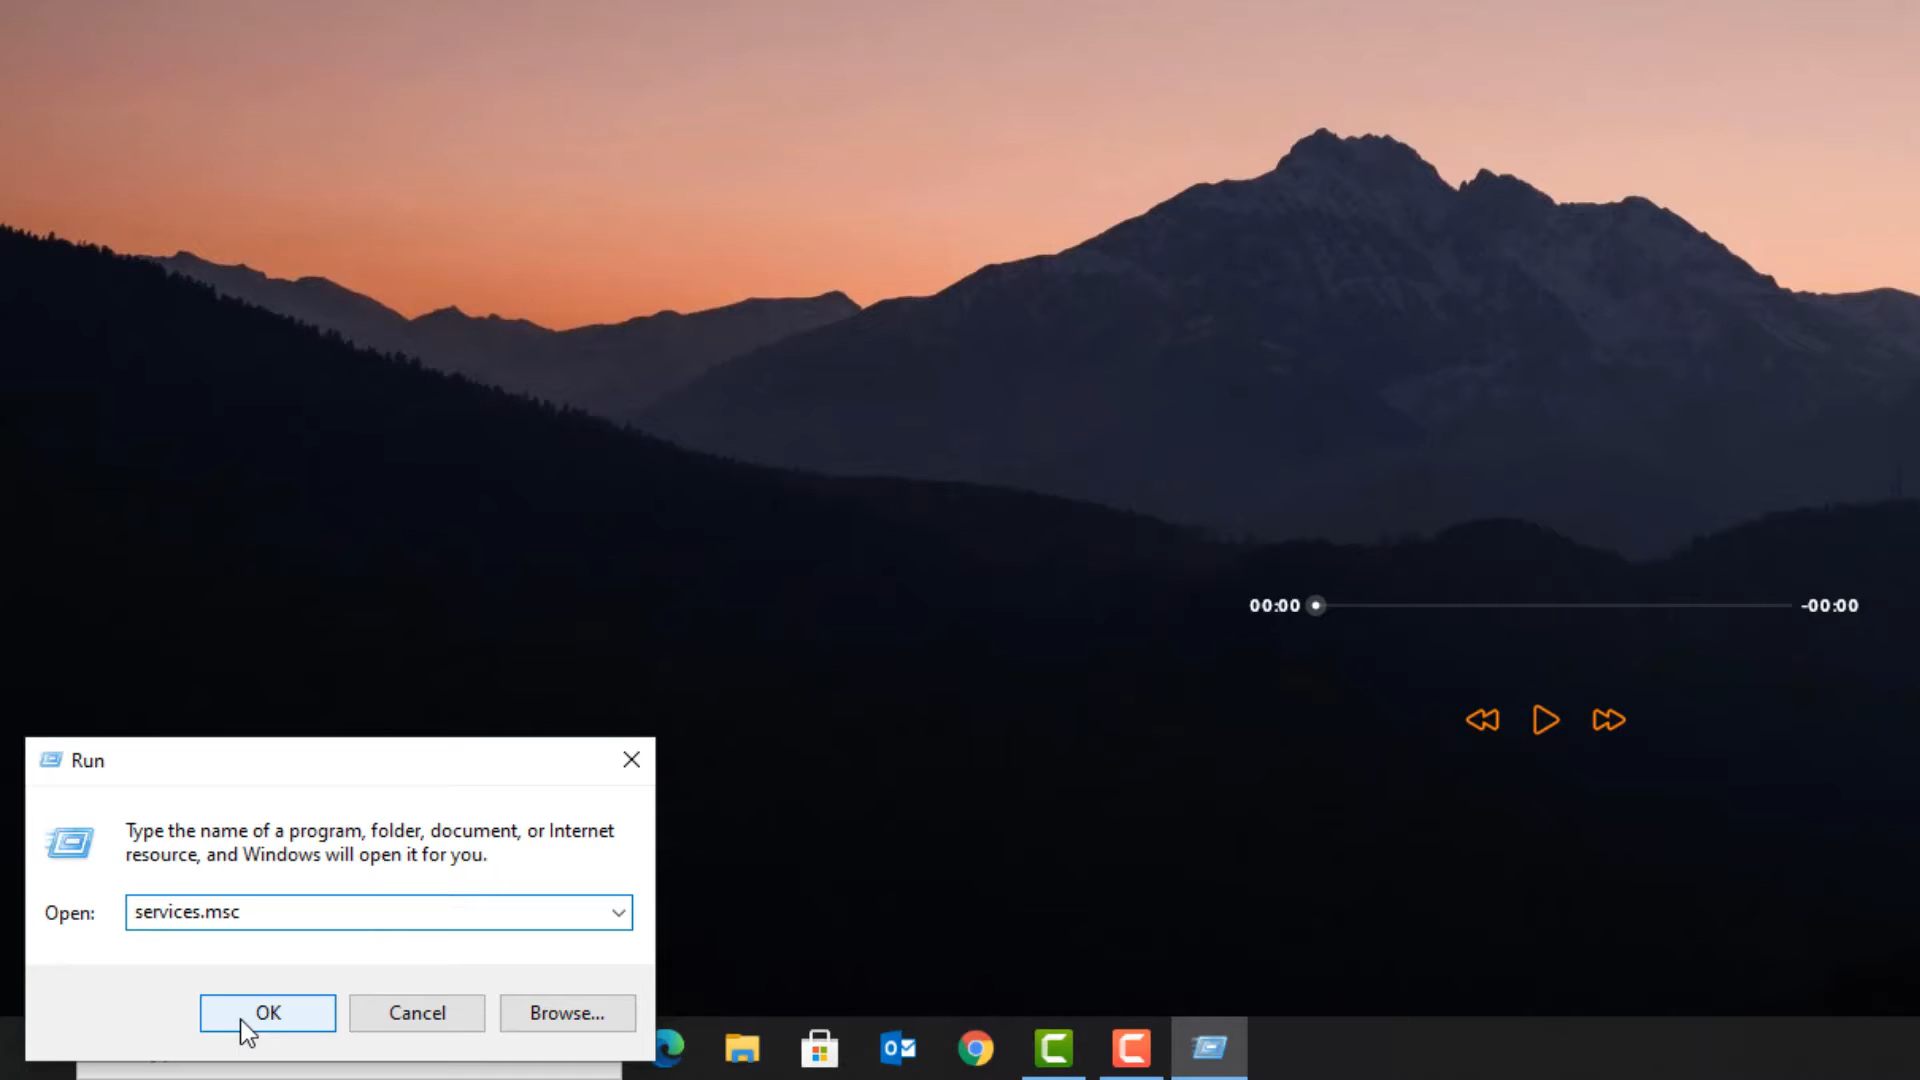 00:00
-00:00
Run
Type the name of a program, folder, document, or Internet
resource, and Windows will open it for you.
Open:
services.msc
OK
Cancel
Browse...